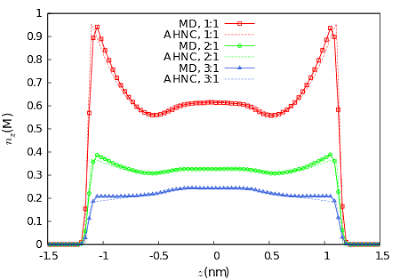 1
0.9
0.8
0.7
0.6
0.5
0.4
0.3
0.2
0.1
0
n_z(M)
MD, 1:1
AHNC, 1:1
MD, 2:1
AHNC, 2:1
MD, 3:1
AHNC, 3:1
-1.5 -1 -0.5 0 0.5 1 1.5
z(nm)